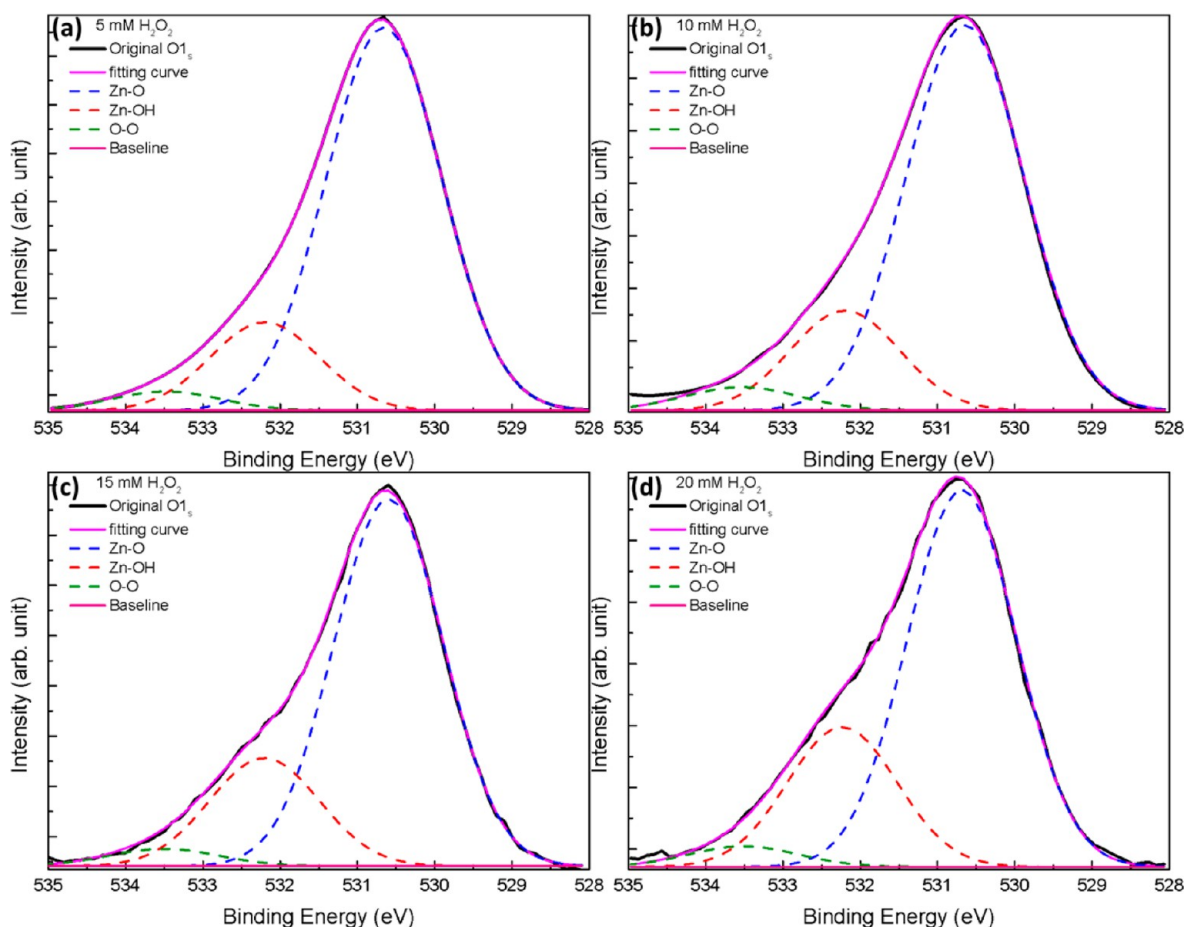 (a) 5 mM H₂O₂
Original O1ₛ
fitting curve
Zn-O
Zn-OH
O-O
Baseline
Intensity (arb. unit)
535 534 533 532 531 530 529 528
Binding Energy (eV)
(b) 10 mM H₂O₂
Original O1ₛ
fitting curve
Zn-O
Zn-OH
O-O
Baseline
Intensity (arb. unit)
535 534 533 532 531 530 529 528
Binding Energy (eV)
(c) 15 mM H₂O₂
Original O1ₛ
fitting curve
Zn-O
Zn-OH
O-O
Baseline
Intensity (arb. unit)
535 534 533 532 531 530 529 528
Binding Energy (eV)
(d) 20 mM H₂O₂
Original O1ₛ
fitting curve
Zn-O
Zn-OH
O-O
Baseline
Intensity (arb. unit)
535 534 533 532 531 530 529 528
Binding Energy (eV)